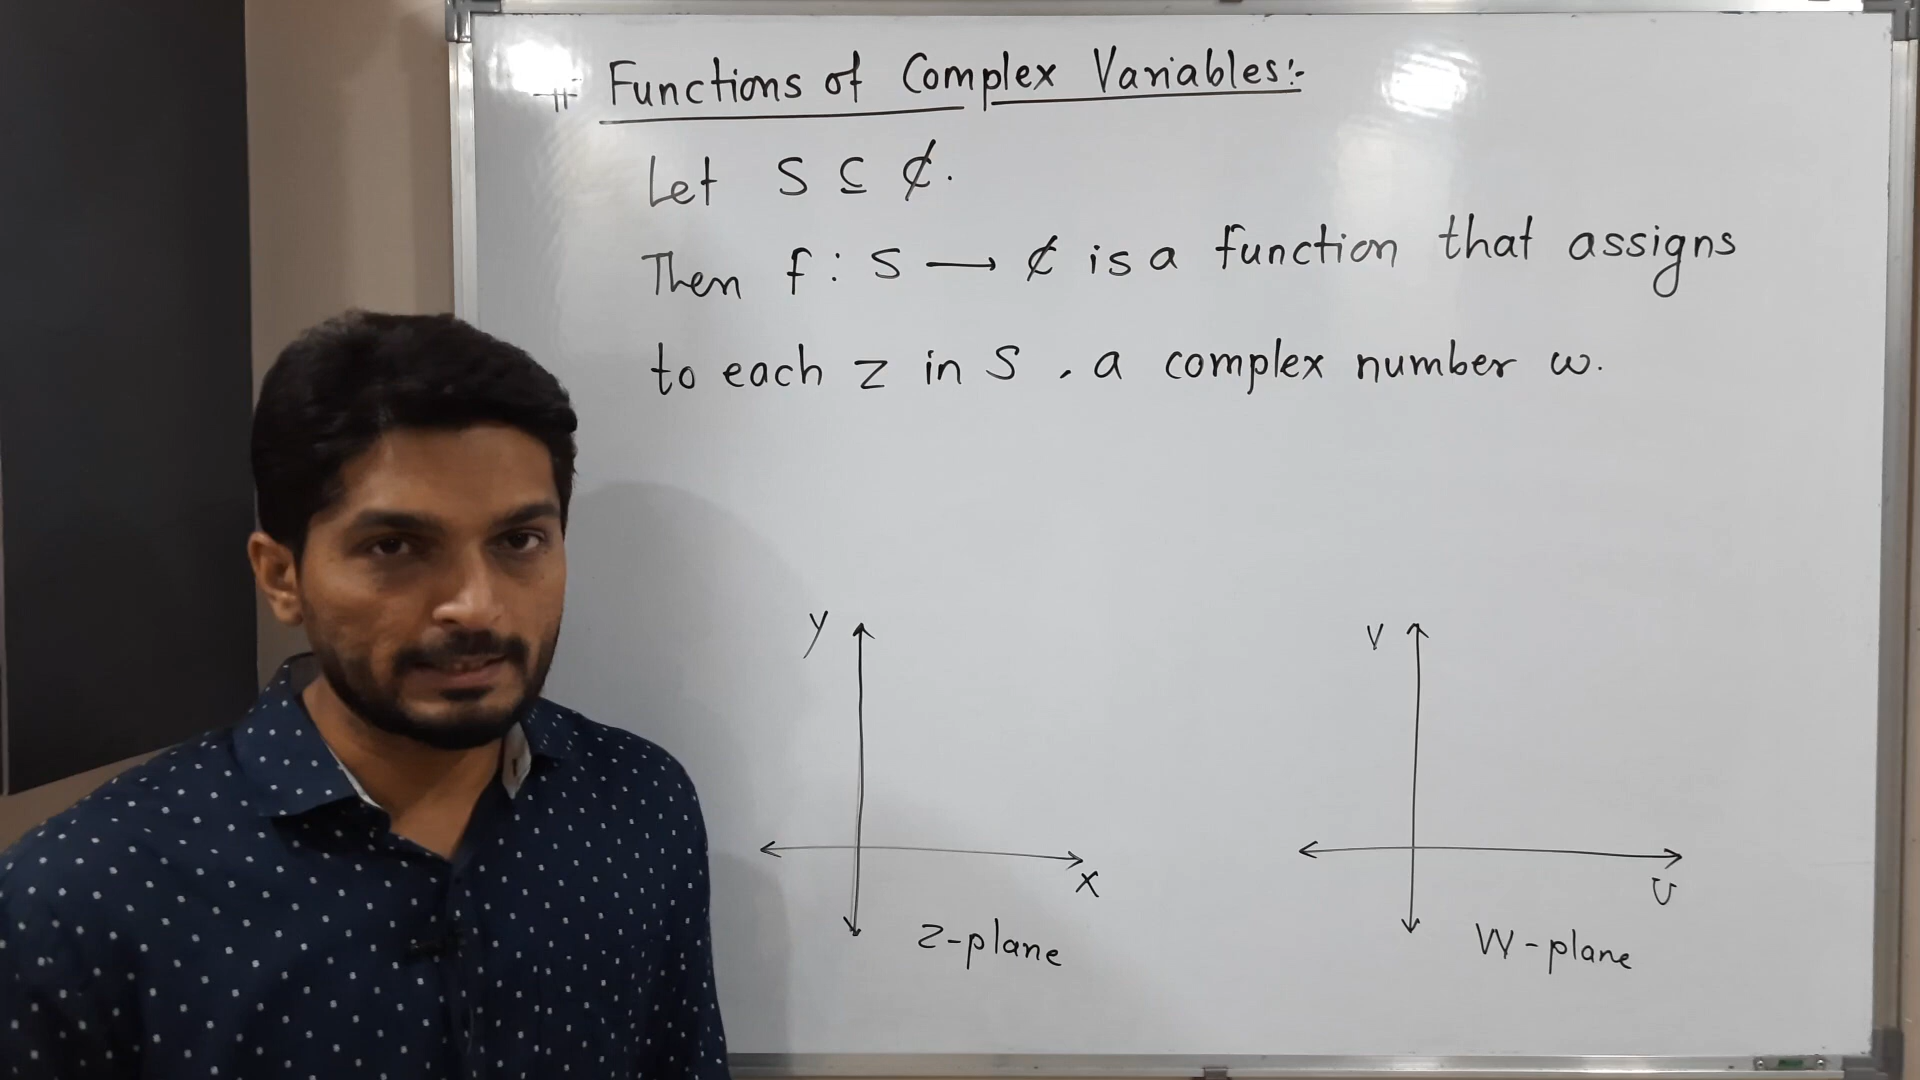 # Functions of Complex Variables:-
Let S ⊆ ₵.
Then f : S → ₵ is a function that assigns
to each z in S, a complex number ω.
y
x
z-plane
V
U
W-plane